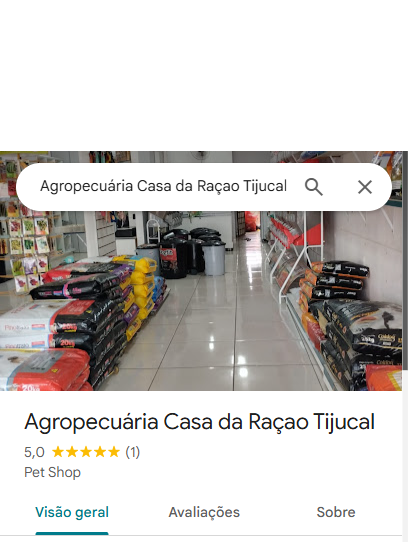 Agropecuária Casa da Raçao Tijucal
Agropecuária Casa da Raçao Tijucal
5,0 ★★★★★ (1)
Pet Shop
Visão geral Avaliações Sobre